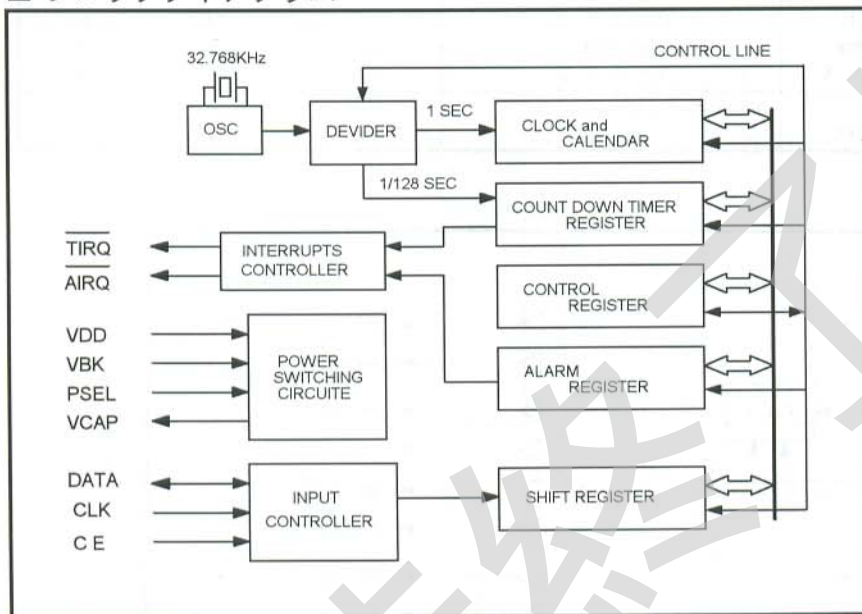 32.768KHz
CONTROL LINE
OSC
DEVIDER
1 SEC
CLOCK and
CALENDAR
1/128 SEC
COUNT DOWN TIMER
REGISTER
TIRQ
AIRQ
INTERRUPTS
CONTROLLER
CONTROL
REGISTER
VDD
VBK
PSEL
VCAP
POWER
SWITCHING
CIRCUITE
ALARM
REGISTER
DATA
CLK
C E
INPUT
CONTROLLER
SHIFT REGISTER